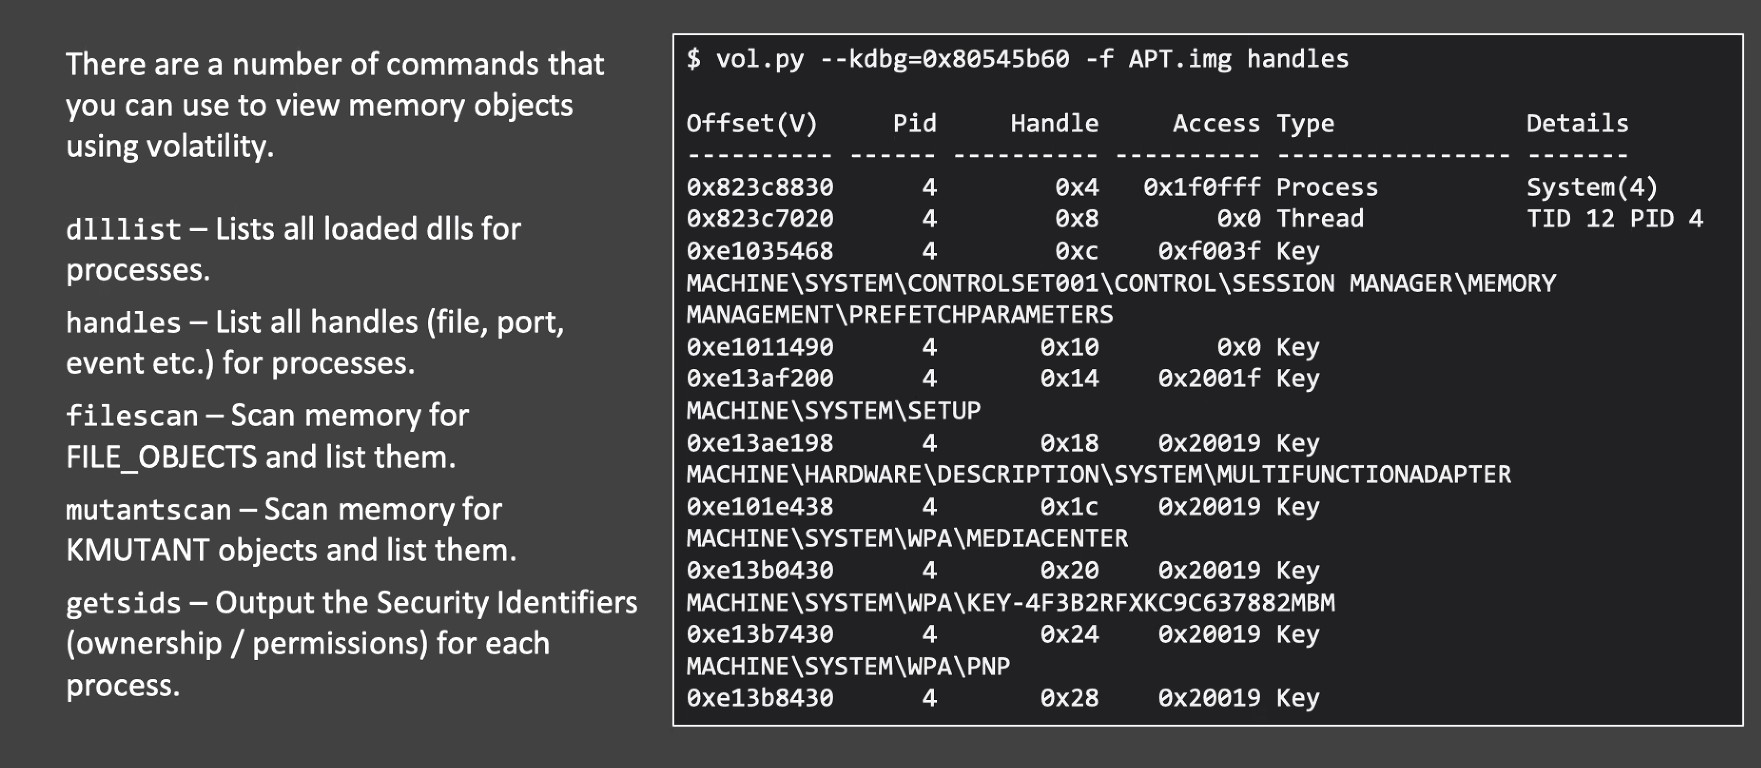 There are a number of commands that
you can use to view memory objects
using volatility.
dlllist – Lists all loaded dlls for
processes.
handles – List all handles (file, port,
event etc.) for processes.
filescan – Scan memory for
FILE_OBJECTS and list them.
mutantscan – Scan memory for
KMUTANT objects and list them.
getsids – Output the Security Identifiers
(ownership / permissions) for each
process.
$ vol.py --kdbg=0x80545b60 -f APT.img handles
Offset(V)     Pid     Handle     Access Type             Details
---------- ------ ---------- ---------- ---------------- -------
0x823c8830      4        0x4   0x1f0fff Process          System(4)
0x823c7020      4        0x8        0x0 Thread           TID 12 PID 4
0xe1035468      4        0xc    0xf003f Key
MACHINE\SYSTEM\CONTROLSET001\CONTROL\SESSION MANAGER\MEMORY
MANAGEMENT\PREFETCHPARAMETERS
0xe1011490      4       0x10        0x0 Key
0xe13af200      4       0x14    0x2001f Key
MACHINE\SYSTEM\SETUP
0xe13ae198      4       0x18    0x20019 Key
MACHINE\HARDWARE\DESCRIPTION\SYSTEM\MULTIFUNCTIONADAPTER
0xe101e438      4       0x1c    0x20019 Key
MACHINE\SYSTEM\WPA\MEDIACENTER
0xe13b0430      4       0x20    0x20019 Key
MACHINE\SYSTEM\WPA\KEY-4F3B2RFXKC9C637882MBM
0xe13b7430      4       0x24    0x20019 Key
MACHINE\SYSTEM\WPA\PNP
0xe13b8430      4       0x28    0x20019 Key